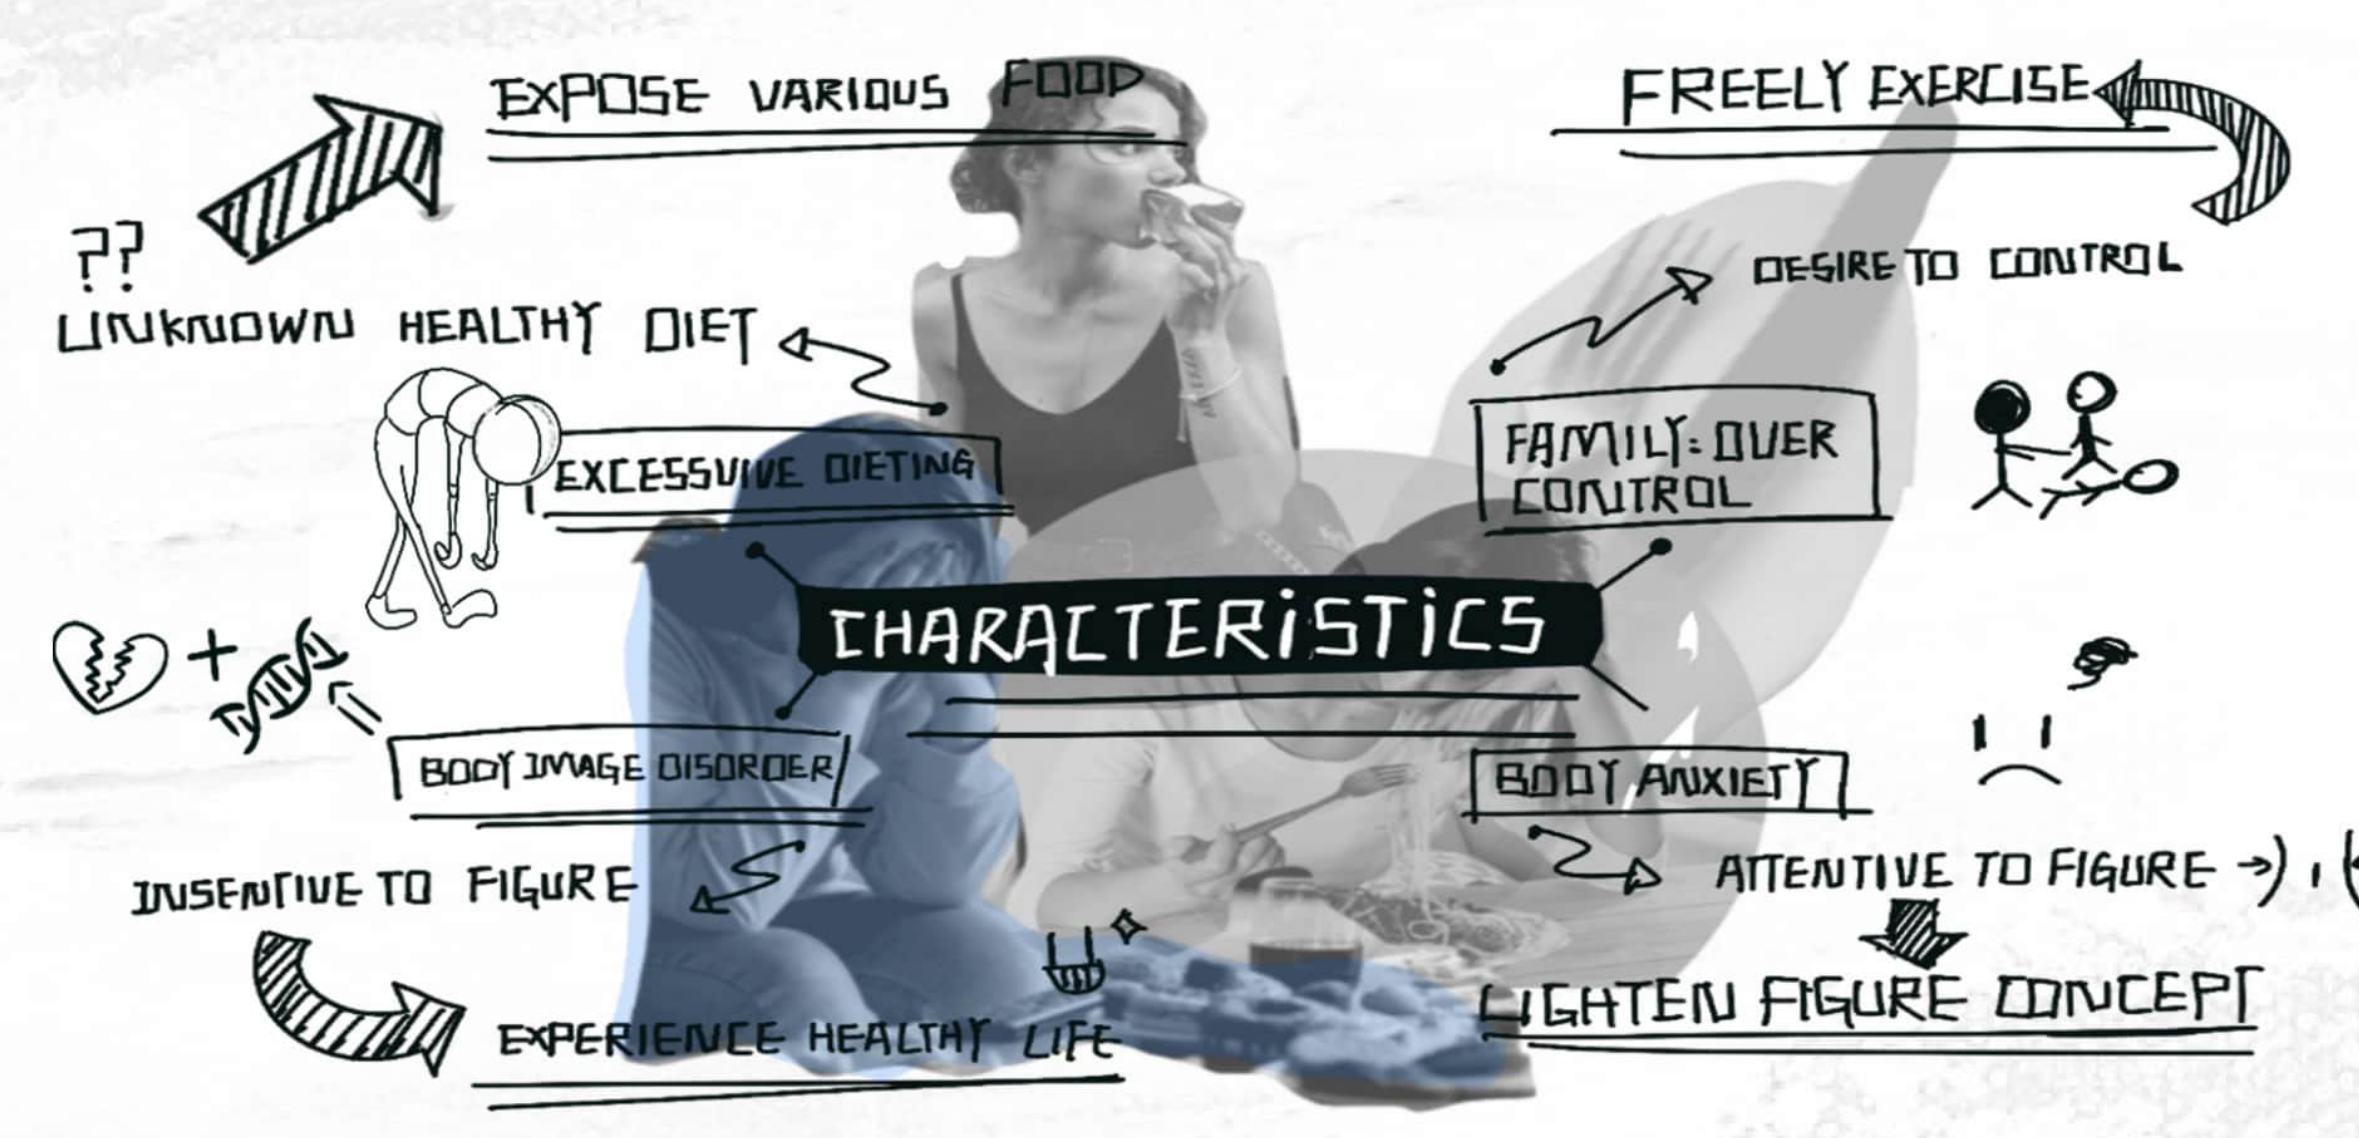 EXPOSE VARIOUS FOOD
FREELY EXERCISE
??
UNKNOWN HEALTHY DIET
DESIRE TO CONTROL
EXCESSVIVE DIETING
FAMILY: OVER
CONTROL
CHARACTERISTICS
BODY IMAGE DISORDER
BODY ANXIETY
INSENTIVE TO FIGURE
ATTENTIVE TO FIGURE
EXPERIENCE HEALTHY LIFE
LIGHTEN FIGURE CONCEPT